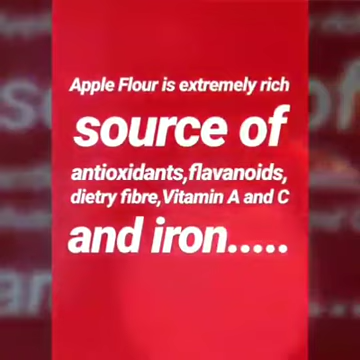 Apple Flour is extremely rich
source of
antioxidants,flavanoids,
dietry fibre,Vitamin A and C
and iron.....